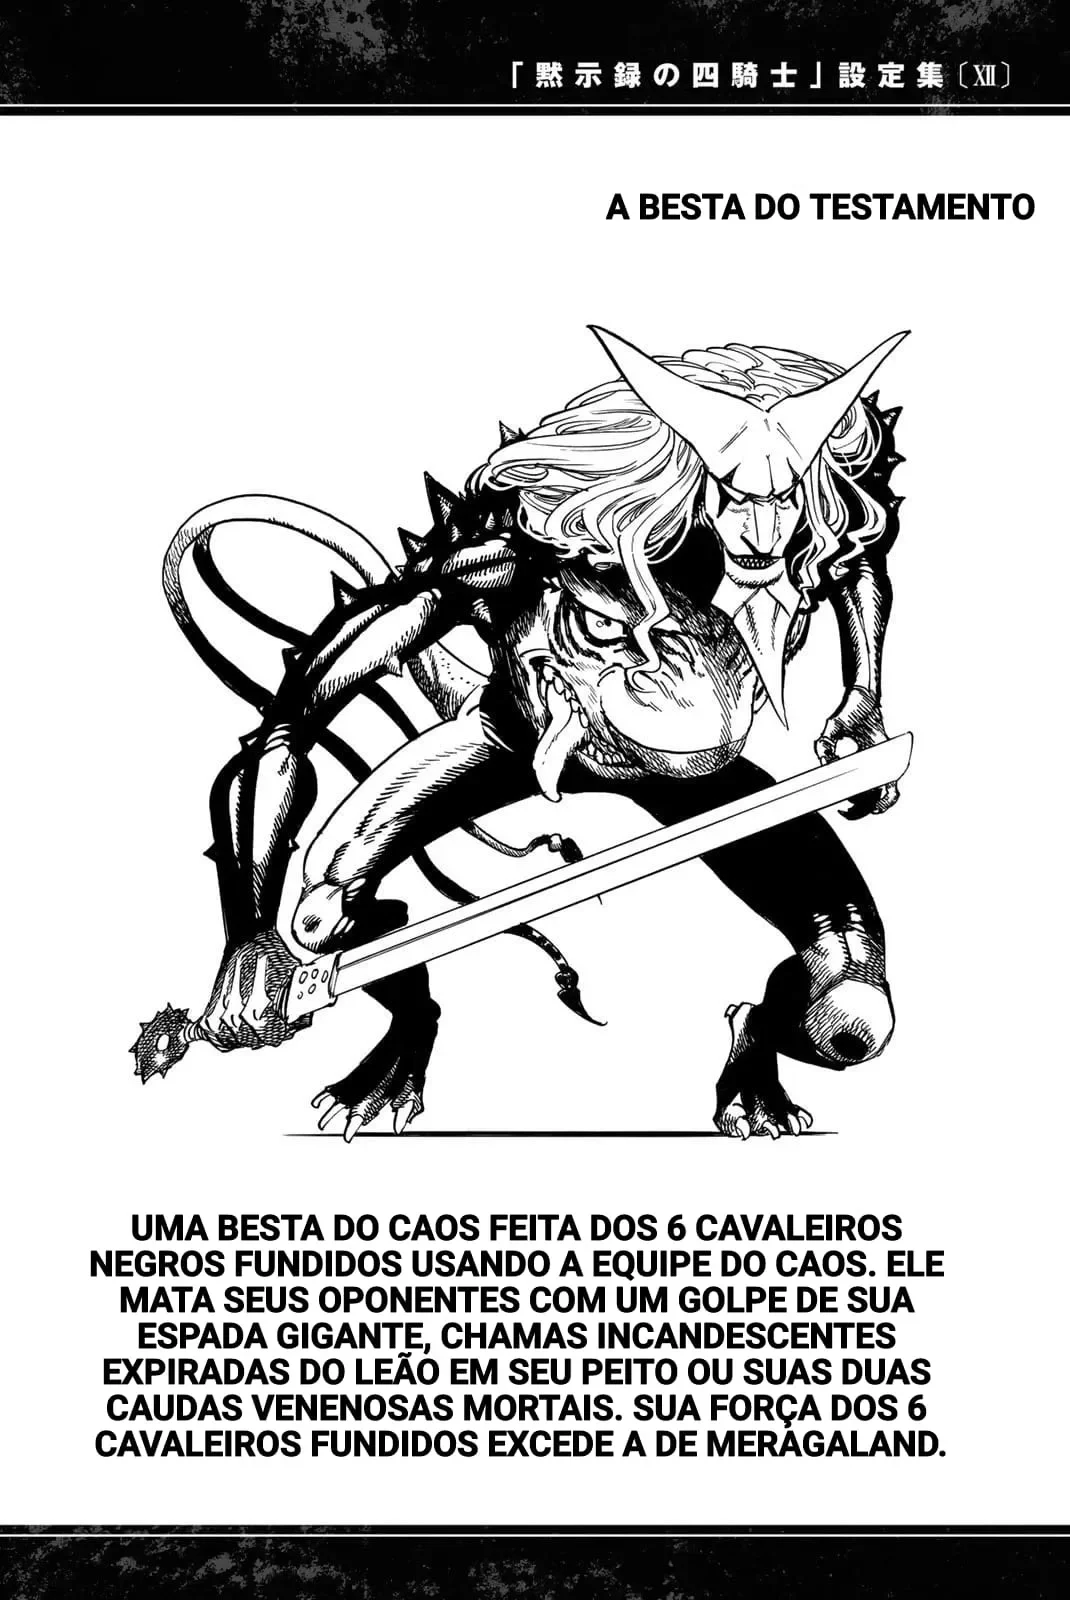 「黙示録の四騎士」設定集〔Ⅻ〕
A BESTA DO TESTAMENTO
UMA BESTA DO CAOS FEITA DOS 6 CAVALEIROS
NEGROS FUNDIDOS USANDO A EQUIPE DO CAOS. ELE
MATA SEUS OPONENTES COM UM GOLPE DE SUA
ESPADA GIGANTE, CHAMAS INCANDESCENTES
EXPIRADAS DO LEÃO EM SEU PEITO OU SUAS DUAS
CAUDAS VENENOSAS MORTAIS. SUA FORÇA DOS 6
CAVALEIROS FUNDIDOS EXCEDE A DE MERAGALAND.